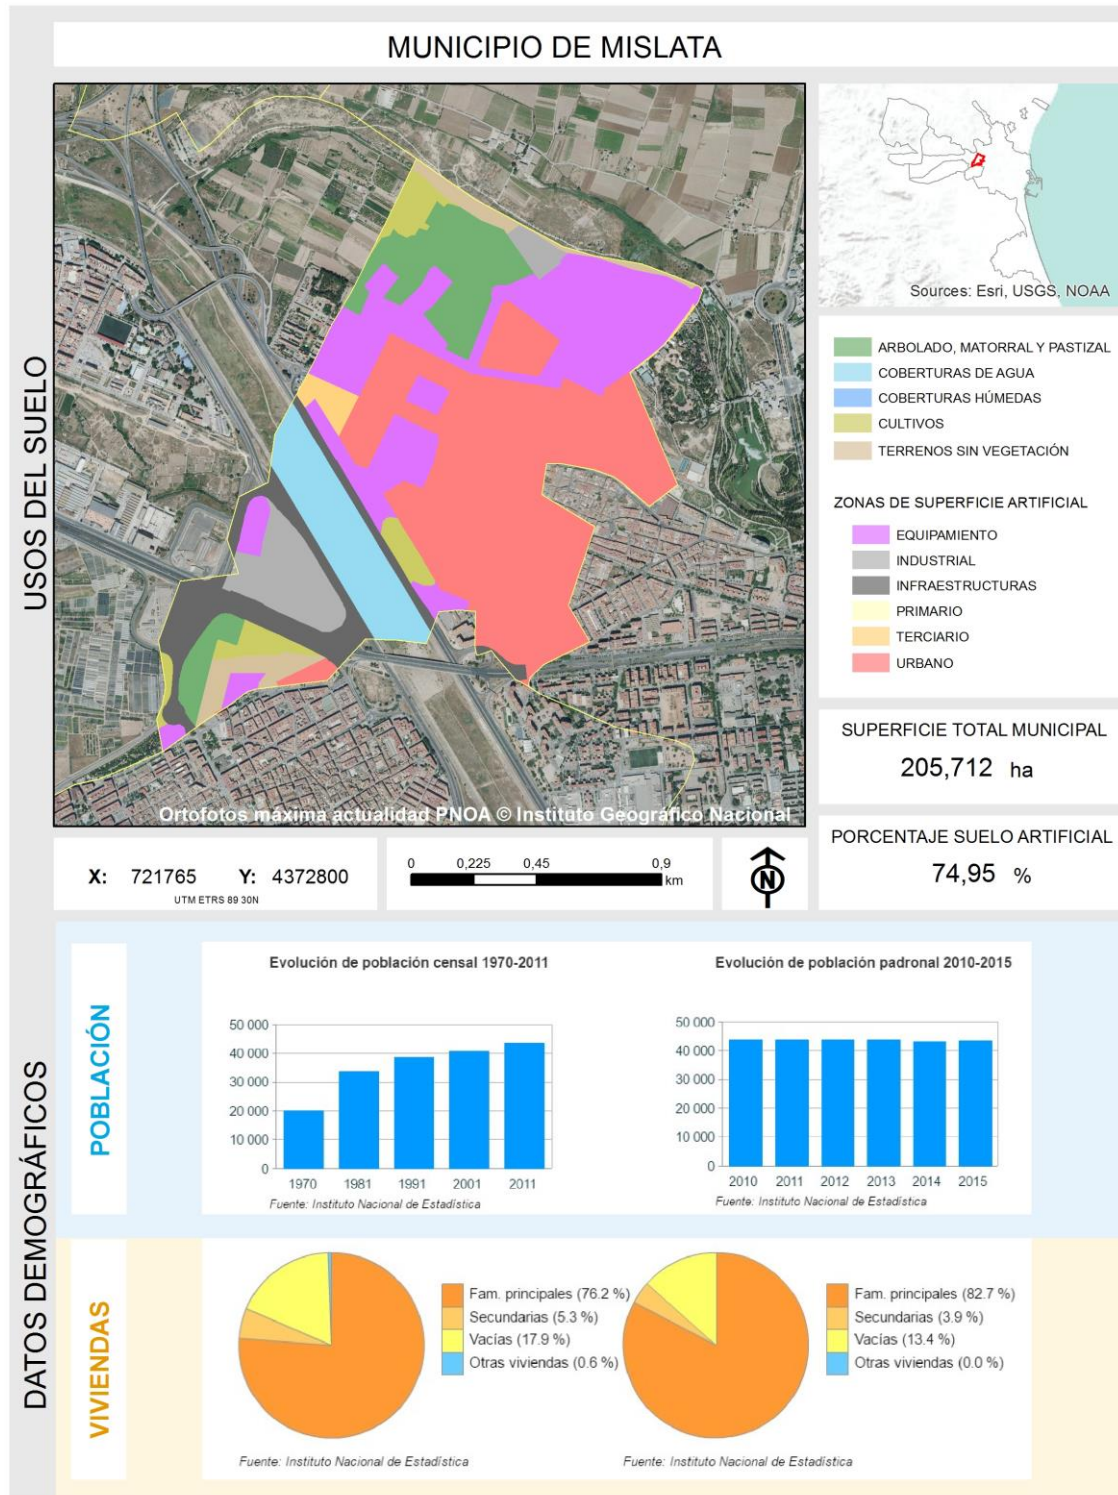 MUNICIPIO DE MISLATA
USOS DEL SUELO
Ortofotos máxima actualidad PNOA © Instituto Geográfico Nacional
Sources: Esri, USGS, NOAA
ARBOLADO, MATORRAL Y PASTIZAL
COBERTURAS DE AGUA
COBERTURAS HÚMEDAS
CULTIVOS
TERRENOS SIN VEGETACIÓN
ZONAS DE SUPERFICIE ARTIFICIAL
EQUIPAMIENTO
INDUSTRIAL
INFRAESTRUCTURAS
PRIMARIO
TERCIARIO
URBANO
SUPERFICIE TOTAL MUNICIPAL
205,712 ha
PORCENTAJE SUELO ARTIFICIAL
74,95 %
X: 721765 Y: 4372800
UTM ETRS 89 30N
0 0,225 0,45 0,9
km
N
DATOS DEMOGRÁFICOS
POBLACIÓN
Evolución de población censal 1970-2011
50 000
40 000
30 000
20 000
10 000
0
1970 1981 1991 2001 2011
Fuente: Instituto Nacional de Estadística
Evolución de población padronal 2010-2015
50 000
40 000
30 000
20 000
10 000
0
2010 2011 2012 2013 2014 2015
Fuente: Instituto Nacional de Estadística
VIVIENDAS
Fam. principales (76.2 %)
Secundarias (5.3 %)
Vacías (17.9 %)
Otras viviendas (0.6 %)
Fuente: Instituto Nacional de Estadística
Fam. principales (82.7 %)
Secundarias (3.9 %)
Vacías (13.4 %)
Otras viviendas (0.0 %)
Fuente: Instituto Nacional de Estadística